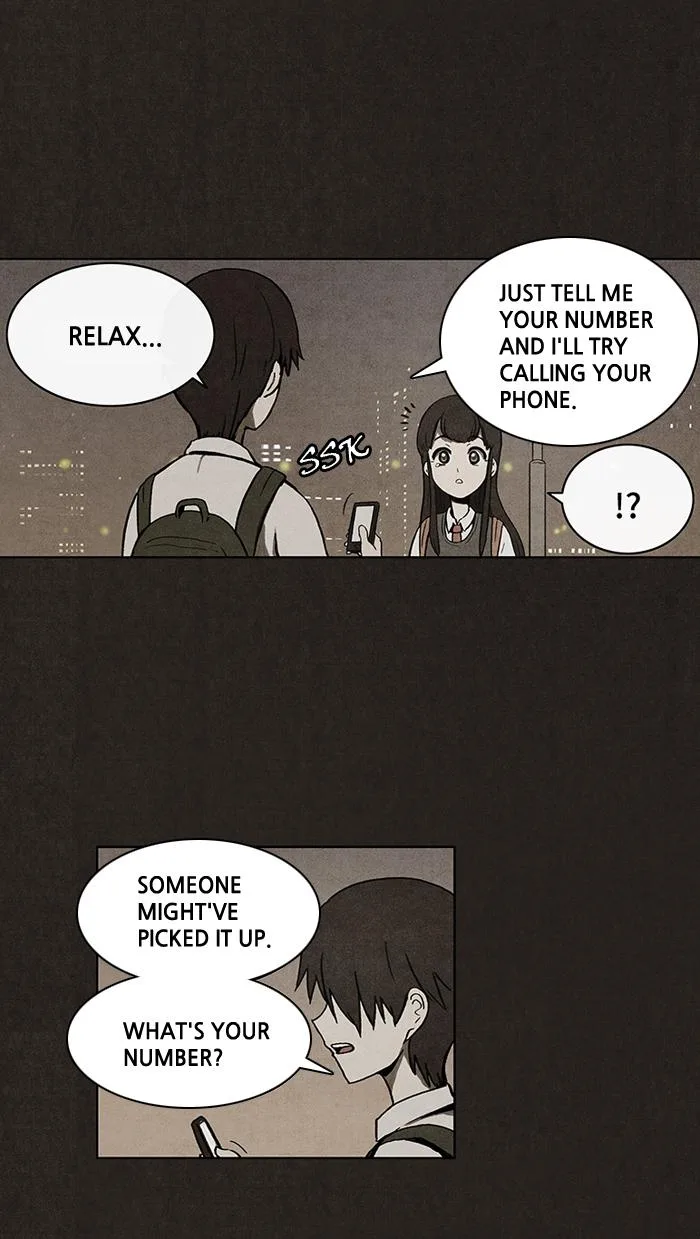 RELAX...
JUST TELL ME
YOUR NUMBER
AND I'LL TRY
CALLING YOUR
PHONE.
SSK
!?
SOMEONE
MIGHT'VE
PICKED IT UP.
WHAT'S YOUR
NUMBER?